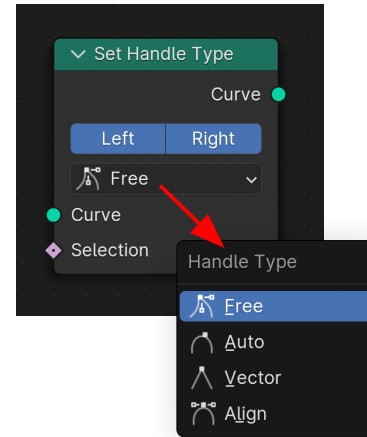 Set Handle Type
Curve
Left Right
Free
Curve
Selection
Handle Type
Free
Auto
Vector
Align